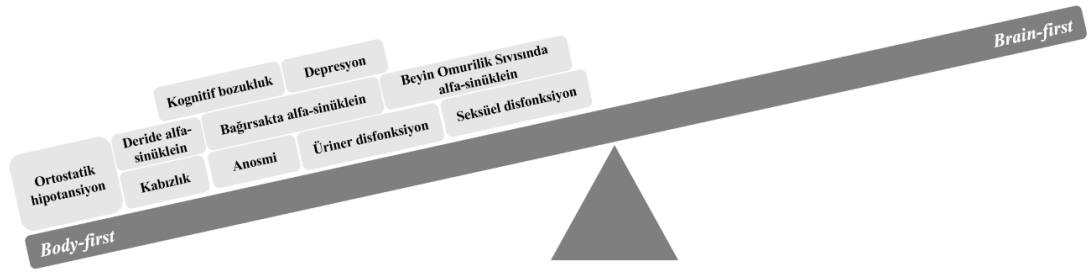 Brain-first
Depresyon
Kognitif bozukluk
Beyin Omurilik Sıvısında
alfa-sinüklein
Bağırsakta alfa-sinüklein
Deride alfa-
sinüklein
Seksüel disfonksiyon
Üriner disfonksiyon
Anosmi
Kabızlık
Ortostatik
hipotansiyon
Body-first